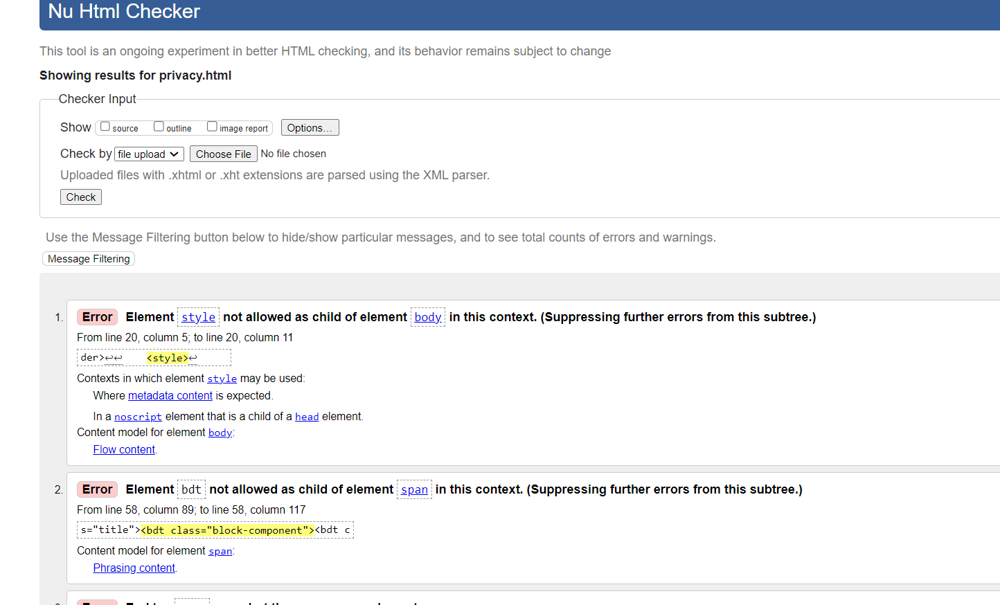 Nu Html Checker
This tool is an ongoing experiment in better HTML checking, and its behavior remains subject to change
Showing results for privacy.html
Checker Input
Show source outline image report Options...
Check by file upload Choose File No file chosen
Uploaded files with .xhtml or .xht extensions are parsed using the XML parser.
Check
Use the Message Filtering button below to hide/show particular messages, and to see total counts of errors and warnings.
Message Filtering
1. Error Element style not allowed as child of element body in this context. (Suppressing further errors from this subtree.)
From line 20, column 5; to line 20, column 11
der>↩↩ <style>↩
Contexts in which element style may be used:
Where metadata content is expected.
In a noscript element that is a child of a head element.
Content model for element body:
Flow content.
2. Error Element bdt not allowed as child of element span in this context. (Suppressing further errors from this subtree.)
From line 58, column 89; to line 58, column 117
s="title"><bdt class="block-component"><bdt c
Content model for element span:
Phrasing content.